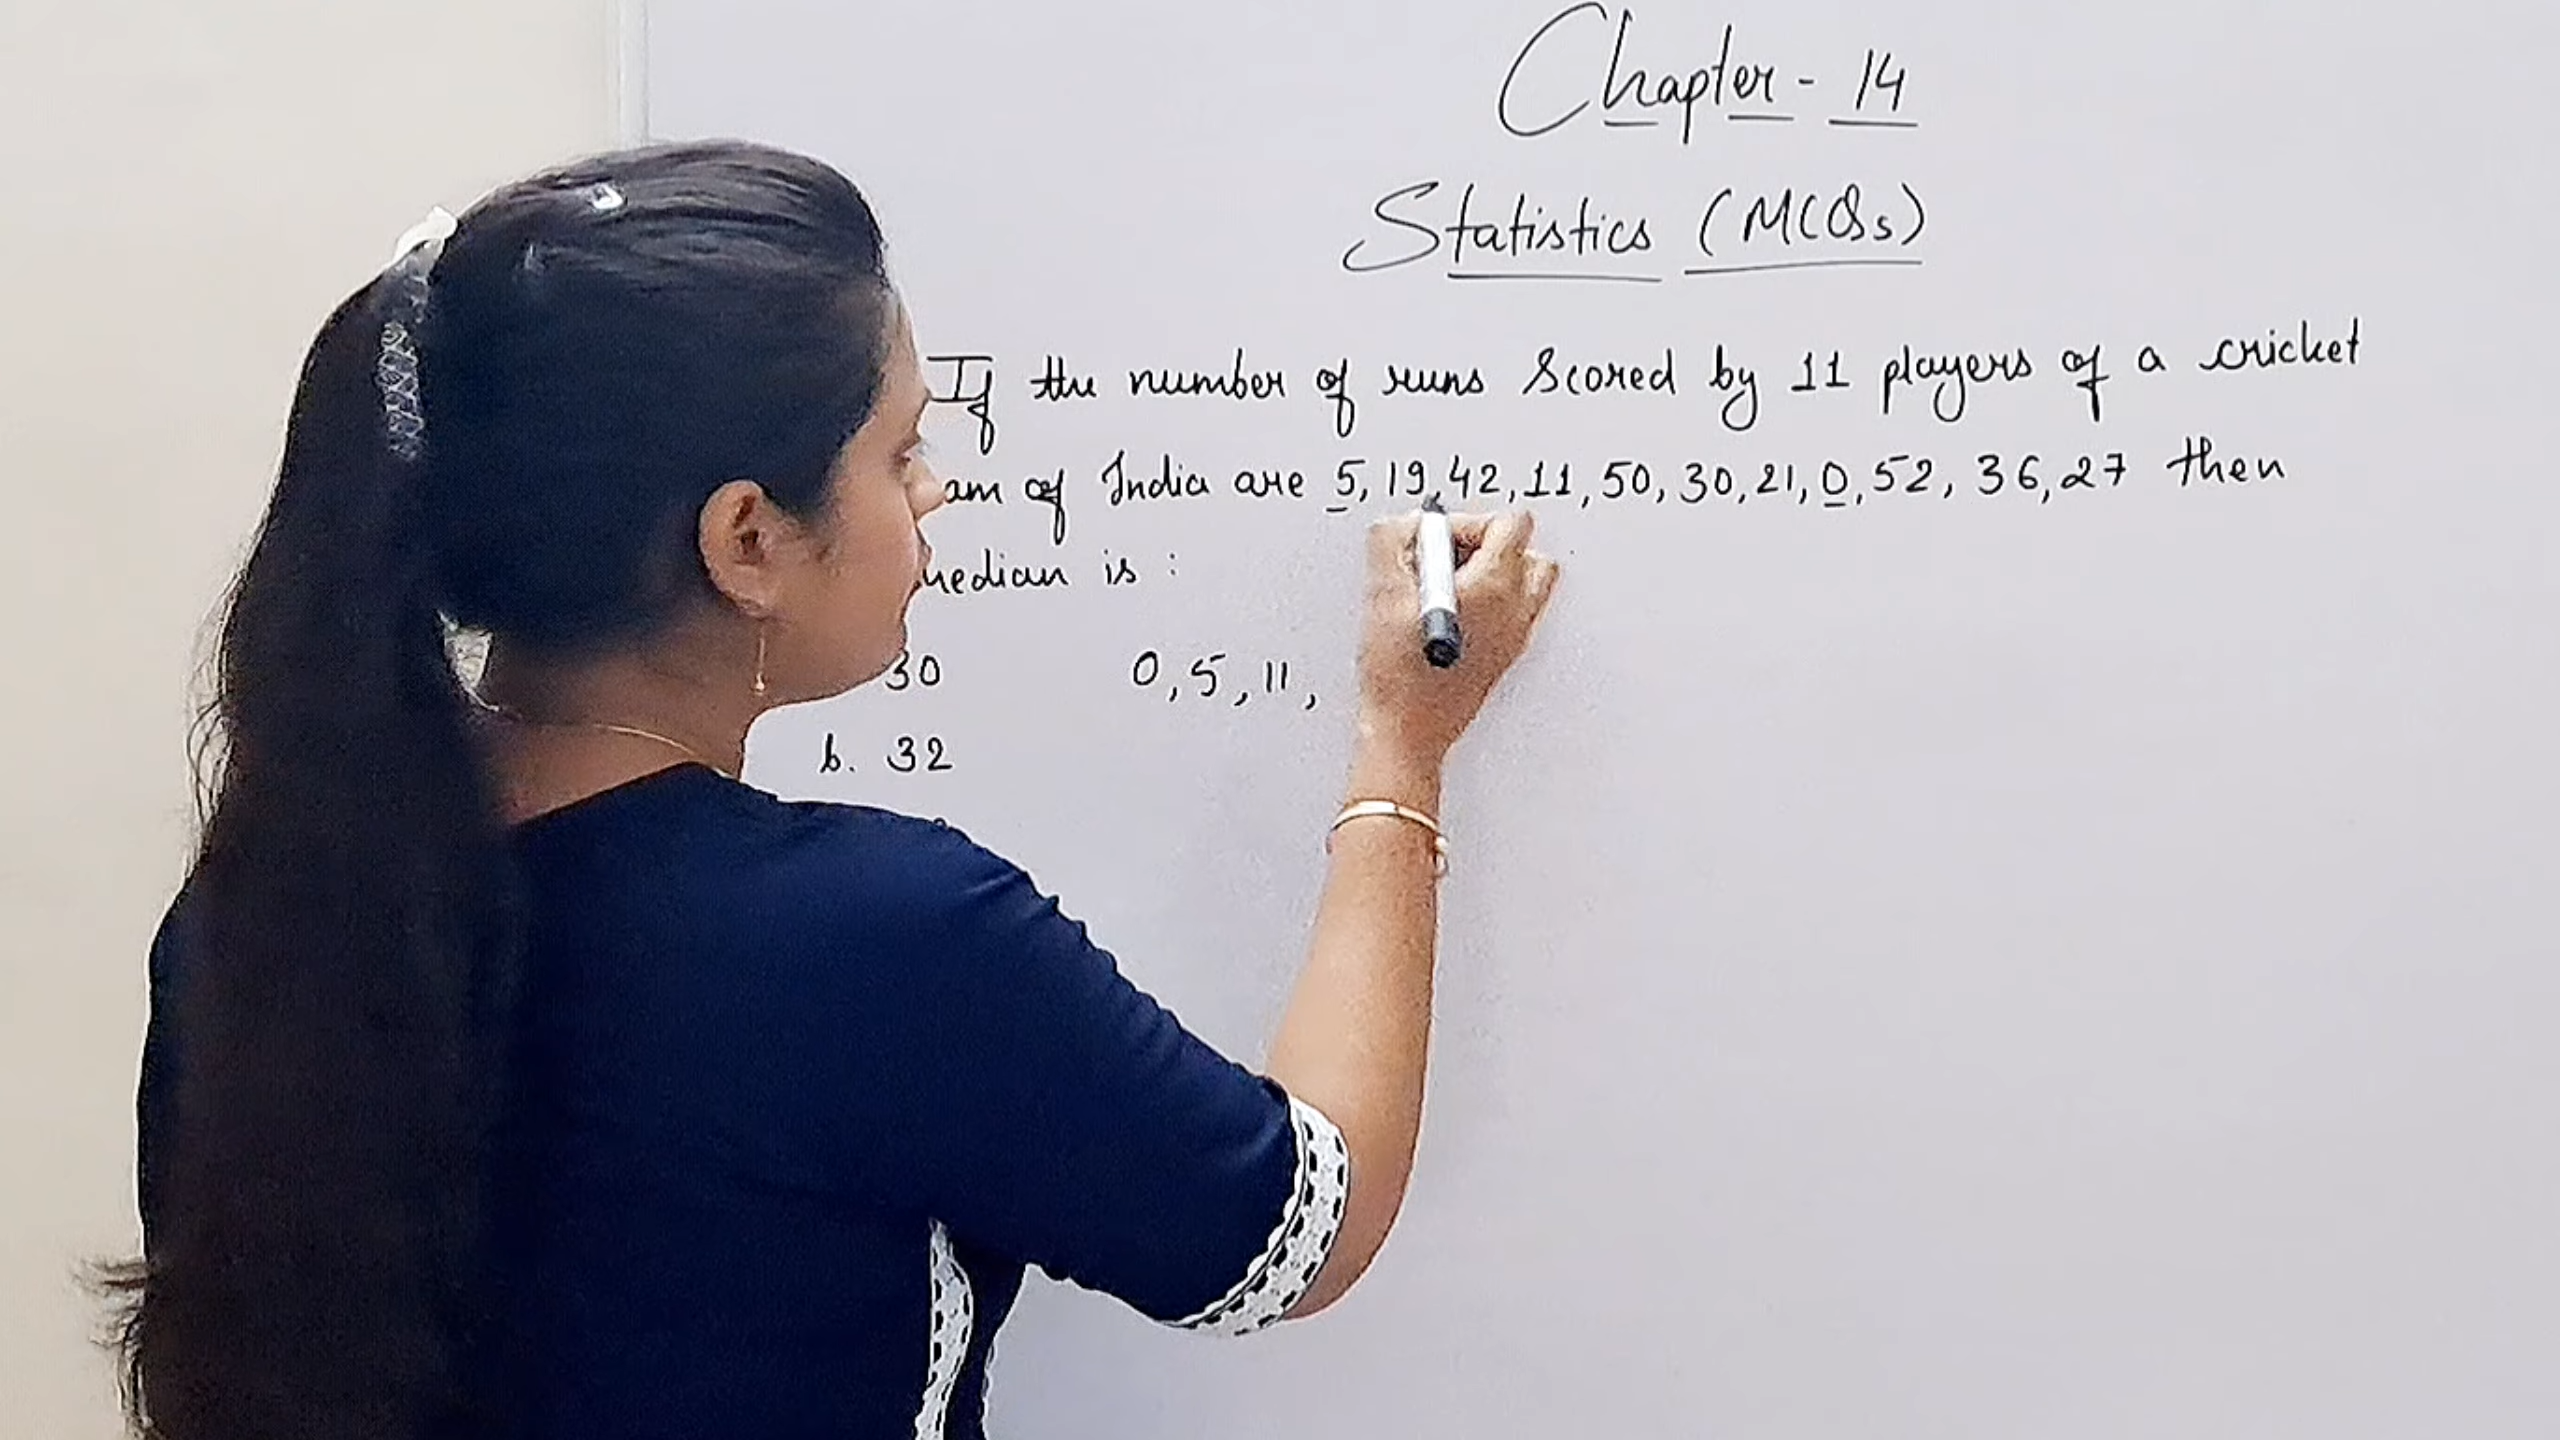 Chapter - 14
Statistics (MCQs)
If the number of runs scored by 11 players of a cricket
am of India are 5, 19, 42, 11, 50, 30, 21, 0, 52, 36, 27 then
median is :
30
0, 5, 11,
b. 32